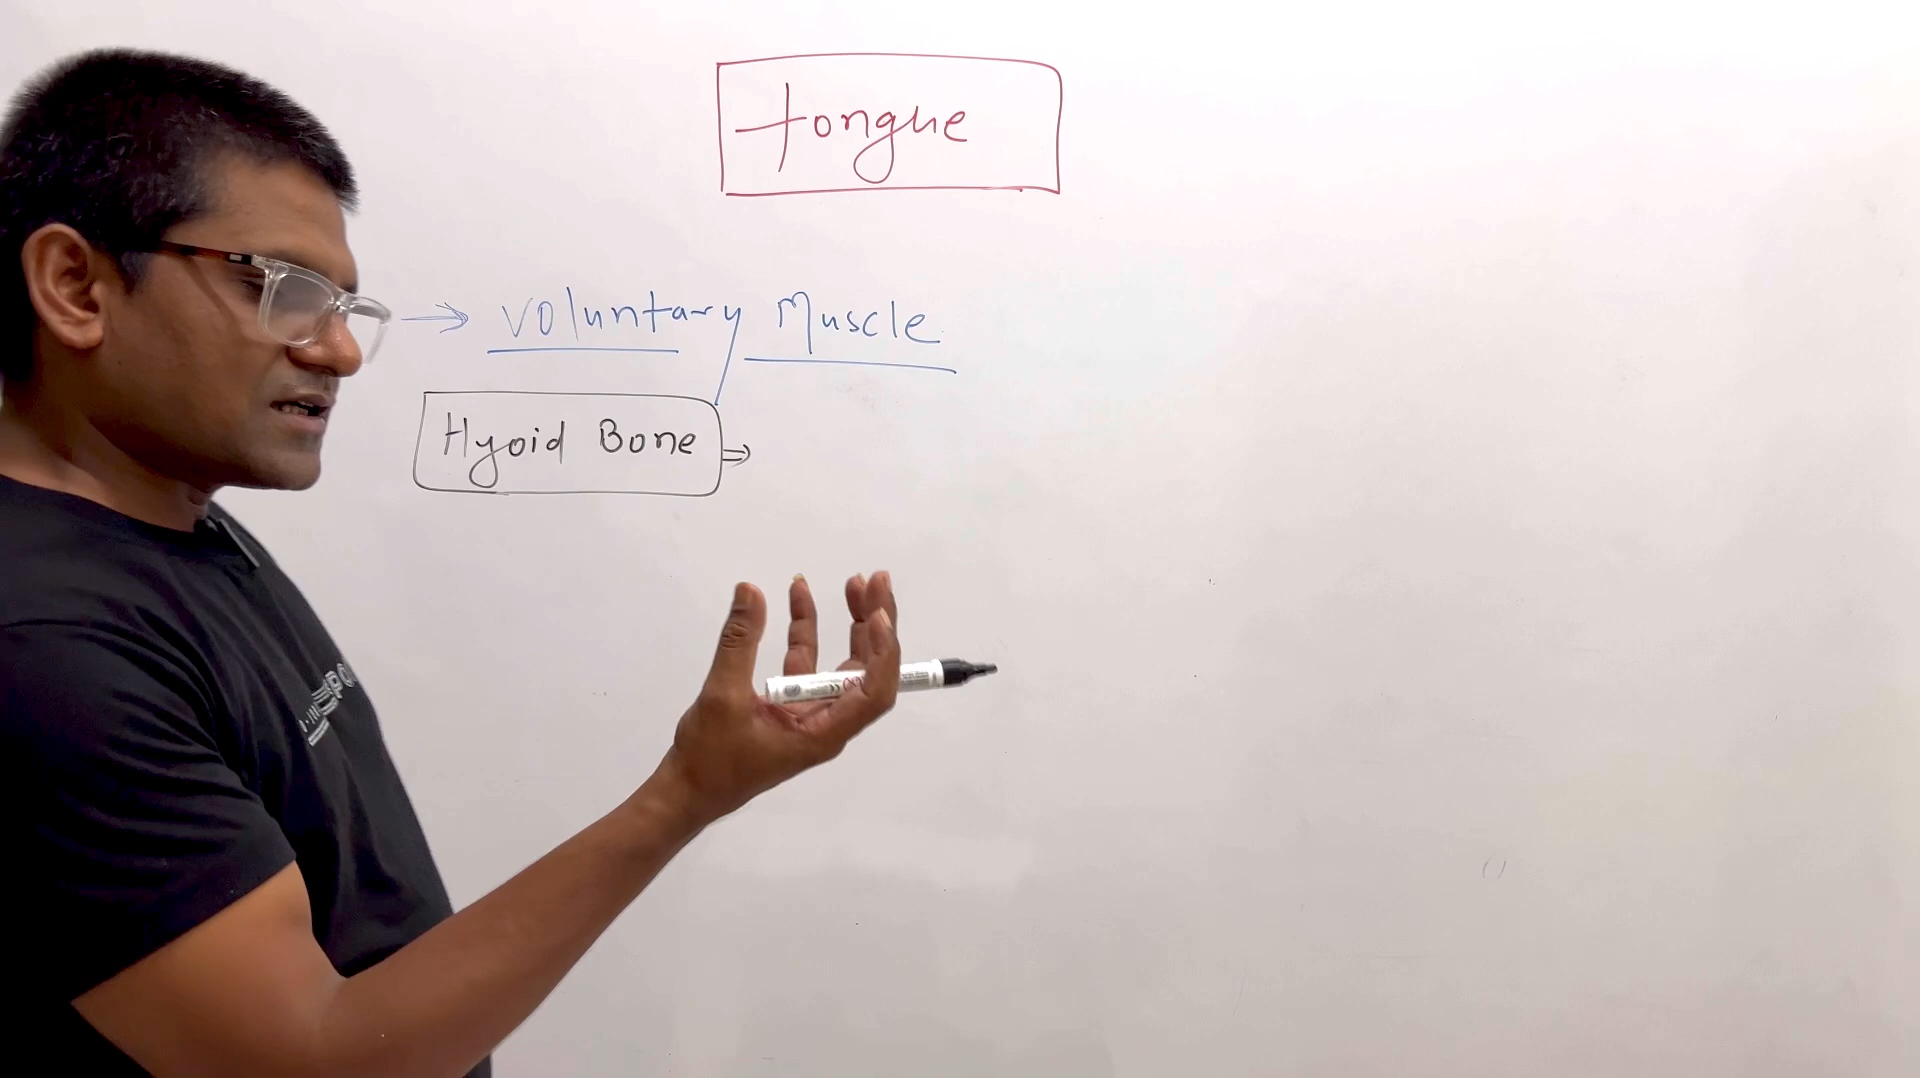 tongue
→ voluntary Muscle
Hyoid Bone ⇒